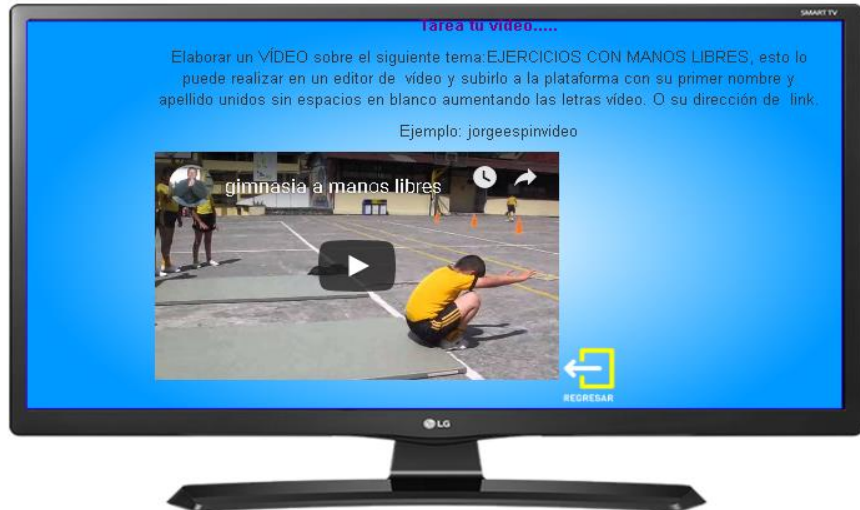 SMART TV
Tarea tu vídeo.....
Elaborar un VÍDEO sobre el siguiente tema:EJERCICIOS CON MANOS LIBRES, esto lo
puede realizar en un editor de vídeo y subirlo a la plataforma con su primer nombre y
apellido unidos sin espacios en blanco aumentando las letras vídeo. O su dirección de link.
Ejemplo: jorgeespinvideo
gimnasia a manos libres
REGRESAR
LG